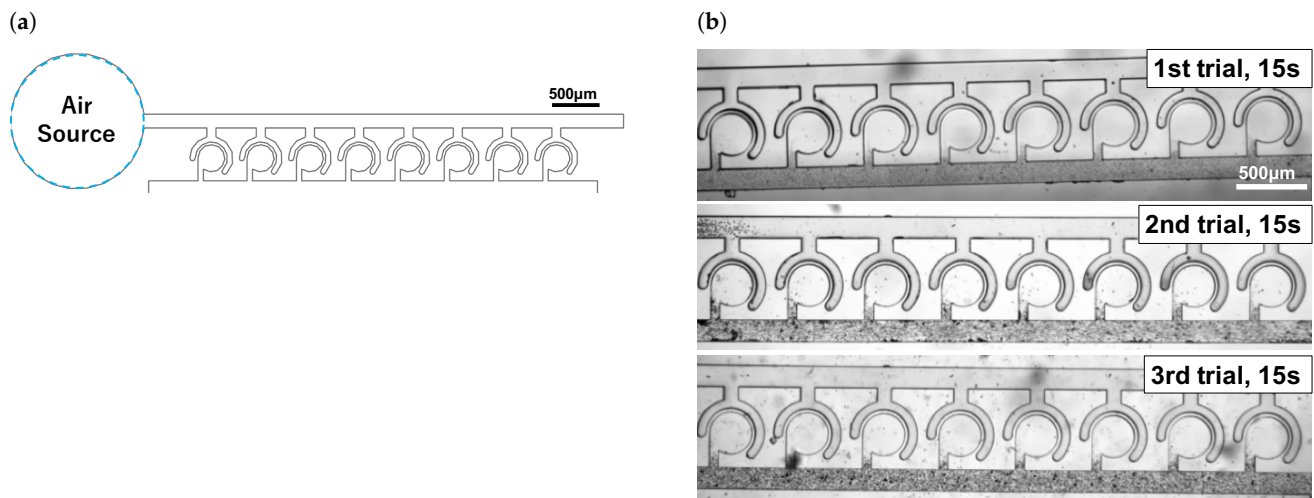 (a)
Air
Source
500μm
(b)
1st trial, 15s
500μm
2nd trial, 15s
3rd trial, 15s